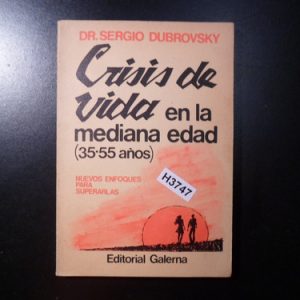 DR. SERGIO DUBROVSKY
Crisis de
vida en la
mediana edad
(35-55 años)
NUEVOS ENFOQUES
PARA
SUPERARLAS
H3747
Editorial Galerna